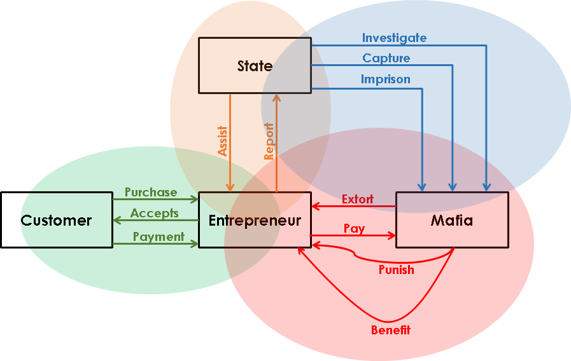 Investigate
State
Capture
Imprison
Assist
Report
Purchase
Customer
Accepts
Payment
Entrepreneur
Extort
Pay
Mafia
Punish
Benefit